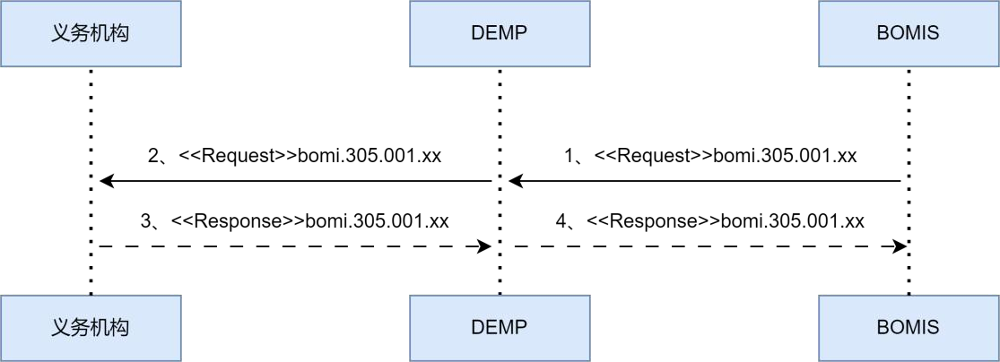 义务机构
DEMP
BOMIS
2、<<Request>>bomi.305.001.xx
1、<<Request>>bomi.305.001.xx
3、<<Response>>bomi.305.001.xx
4、<<Response>>bomi.305.001.xx
义务机构
DEMP
BOMIS